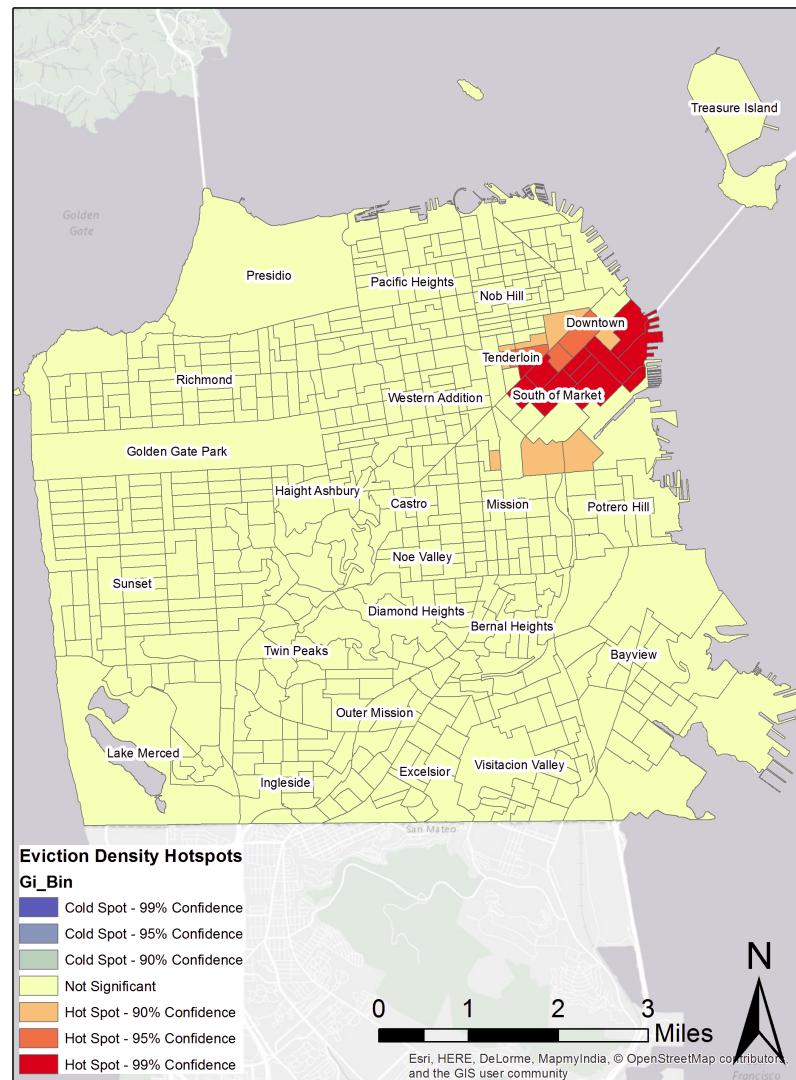 Treasure Island
Golden
Gate
Presidio
Pacific Heights
Nob Hill
Downtown
Tenderloin
Richmond
South of Market
Western Addition
Golden Gate Park
Haight Ashbury
Castro
Mission
Potrero Hill
Noe Valley
Sunset
Diamond Heights
Bernal Heights
Twin Peaks
Bayview
Outer Mission
Lake Merced
Visitacion Valley
Excelsior
Ingleside
San Mateo
Eviction Density Hotspots
Gi_Bin
Cold Spot - 99% Confidence
Cold Spot - 95% Confidence
Cold Spot - 90% Confidence
Not Significant
Hot Spot - 90% Confidence
Hot Spot - 95% Confidence
Hot Spot - 99% Confidence
N
0 1 2 3
Miles
Esri, HERE, DeLorme, MapmyIndia, © OpenStreetMap contributors,
and the GIS user community
Francisco